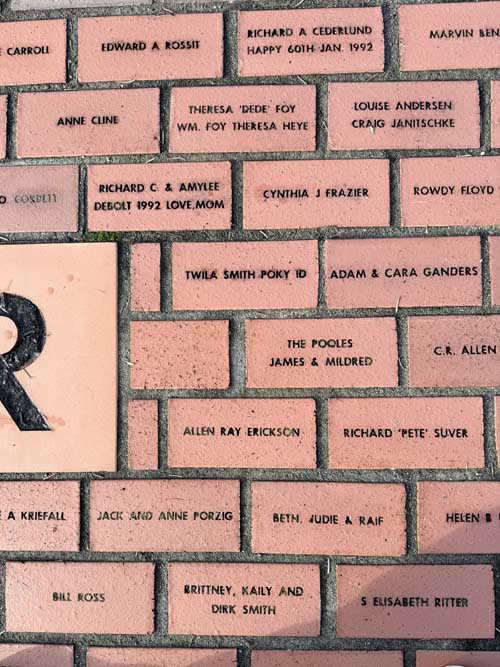 CARROLL
EDWARD A ROSSIT
RICHARD A CEDERLUND
HAPPY 60TH JAN. 1992
MARVIN BEN
ANNE CLINE
THERESA 'DEDE' FOY
WM. FOY THERESA HEYE
LOUISE ANDERSEN
CRAIG JANITSCHKE
CORBETT
RICHARD C. & AMYLEE
DEBOLT 1992 LOVE,MOM
CYNTHIA J FRAZIER
ROWDY FLOYD
TWILA SMITH POKY ID
ADAM & CARA GANDERS
R
THE POOLES
JAMES & MILDRED
C.R. ALLEN
ALLEN RAY ERICKSON
RICHARD 'PETE' SUVER
E A KRIEFALL
JACK AND ANNE PORZIG
BETH, JUDIE & RAIF
HELEN B
BILL ROSS
BRITTNEY, KAILY AND
DIRK SMITH
S ELISABETH RITTER